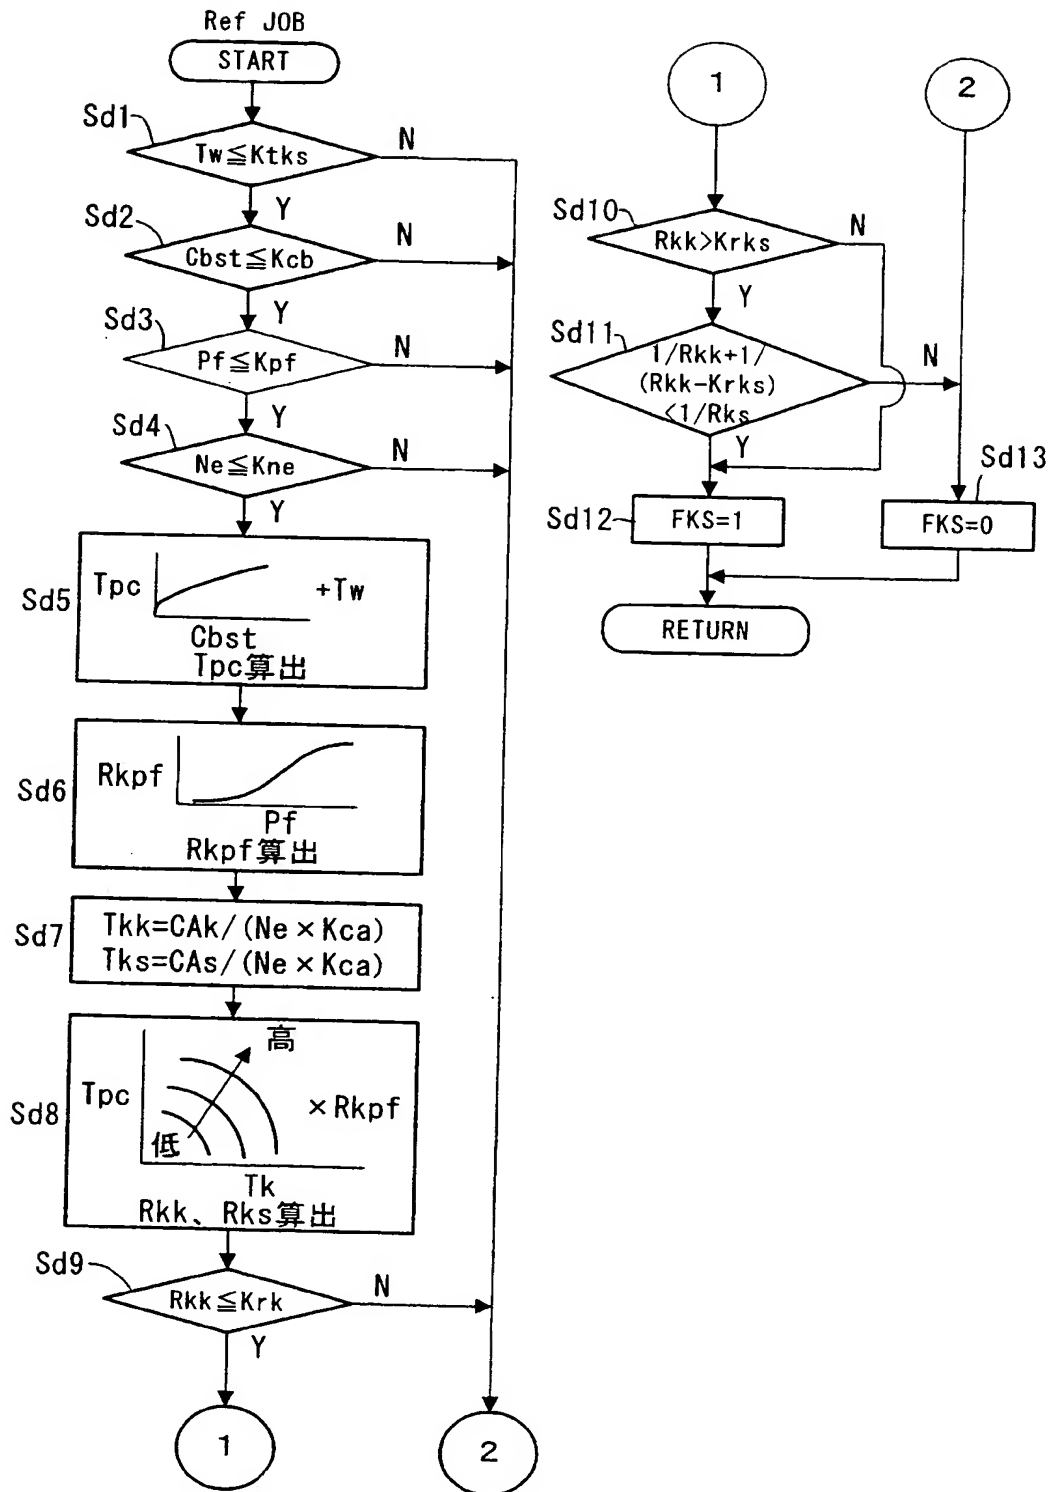 Ref JOB
START
Sd1
Tw≦Ktks
N
Y
Sd2
Cbst≦Kcb
N
Y
Sd3
Pf≦Kpf
N
Y
Sd4
Ne≦Kne
N
Y
Sd5
Tpc
+Tw
Cbst
Tpc算出
Sd6
Rkpf
Pf
Rkpf算出
Sd7
Tkk=CAk/(Ne×Kca)
Tks=CAs/(Ne×Kca)
Sd8
高
Tpc
×Rkpf
低
Tk
Rkk、Rks算出
Sd9
Rkk≦Krk
N
Y
1
2
1
2
Sd10
Rkk>Krks
N
Y
Sd11
1/Rkk+1/
(Rkk-Krks)
<1/Rks
N
Y
Sd12
FKS=1
Sd13
FKS=0
RETURN